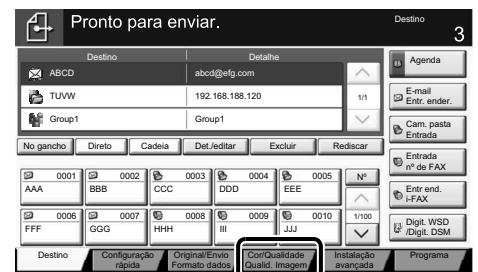 Pronto para enviar.
Destino
3
Destino Detalhe
ABCD abcd@efg.com
TUVW 192.168.188.120 1/1
Group1 Group1
Agenda
E-mail
Entr. ender.
Cam. pasta
Entrada
Entrada
nº de FAX
Entr end.
i-FAX
Digit. WSD
/Digit. DSM
No gancho Direto Cadeia Det./editar Excluir Rediscar
0001 0002 0003 0004 0005 Nº
AAA BBB CCC DDD EEE
0006 0007 0008 0009 0010 1/100
FFF GGG HHH III JJJ
Destino
Configuração
rápida
Original/Envio
Formato dados
Cor/Qualidade
Qualid. Imagem
Instalação
avançada
Programa